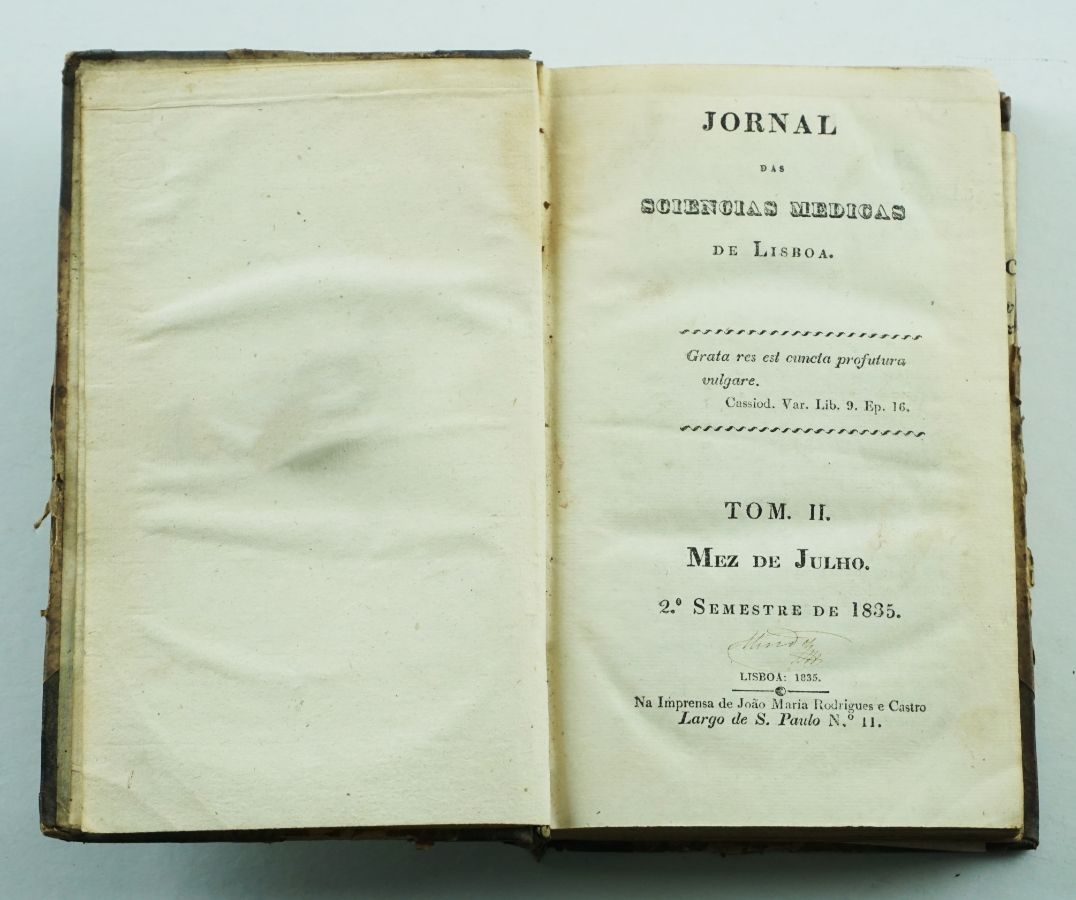 JORNAL
DAS
SCIENCIAS MEDICAS
DE LISBOA.
Grata res est cuncta profutura
vulgare.
Cassiod. Var. Lib. 9. Ep. 16.
TOM. II.
MEZ DE JULHO.
2.º SEMESTRE DE 1835.
LISBOA: 1835.
Na Imprensa de João Maria Rodrigues e Castro
Largo de S. Paulo N.º 11.